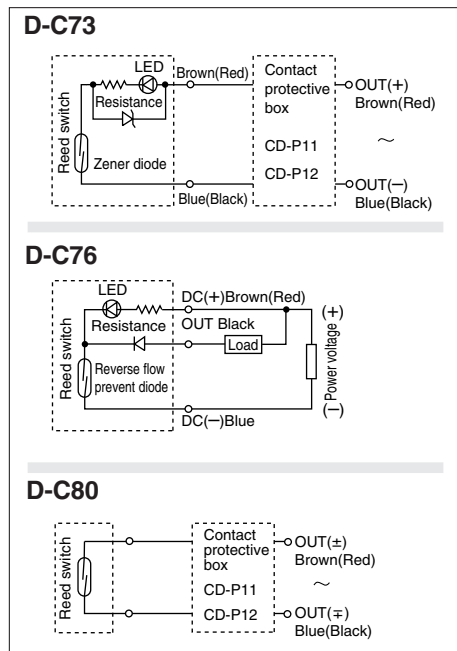 D-C73
LED
Resistance
Zener diode
Reed switch
Brown(Red)
Blue(Black)
Contact
protective
box
CD-P11
CD-P12
OUT(+)
Brown(Red)
~
OUT(−)
Blue(Black)
D-C76
LED
Resistance
Reverse flow
prevent diode
Reed switch
DC(+)Brown(Red)
OUT Black
Load
DC(−)Blue
(+)
Power voltage
(−)
D-C80
Reed switch
Contact
protective
box
CD-P11
CD-P12
OUT(±)
Brown(Red)
~
OUT(∓)
Blue(Black)